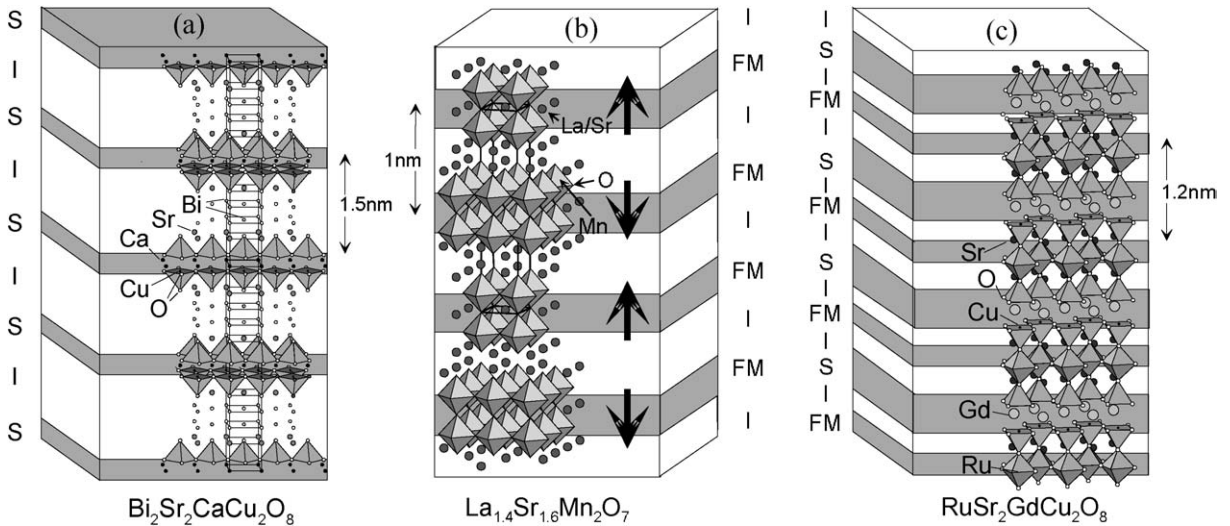 (a)
S
I
S
I
S
I
S
I
S
1.5nm
Bi
Sr
Ca
Cu
O
Bi₂Sr₂CaCu₂O₈
(b)
I
FM
I
FM
I
FM
I
FM
I
La/Sr
1nm
O
Mn
La₁.₄Sr₁.₆Mn₂O₇
(c)
I
S
I
FM
I
S
I
FM
I
S
I
FM
I
S
I
FM
1.2nm
Sr
O
Cu
Gd
Ru
RuSr₂GdCu₂O₈